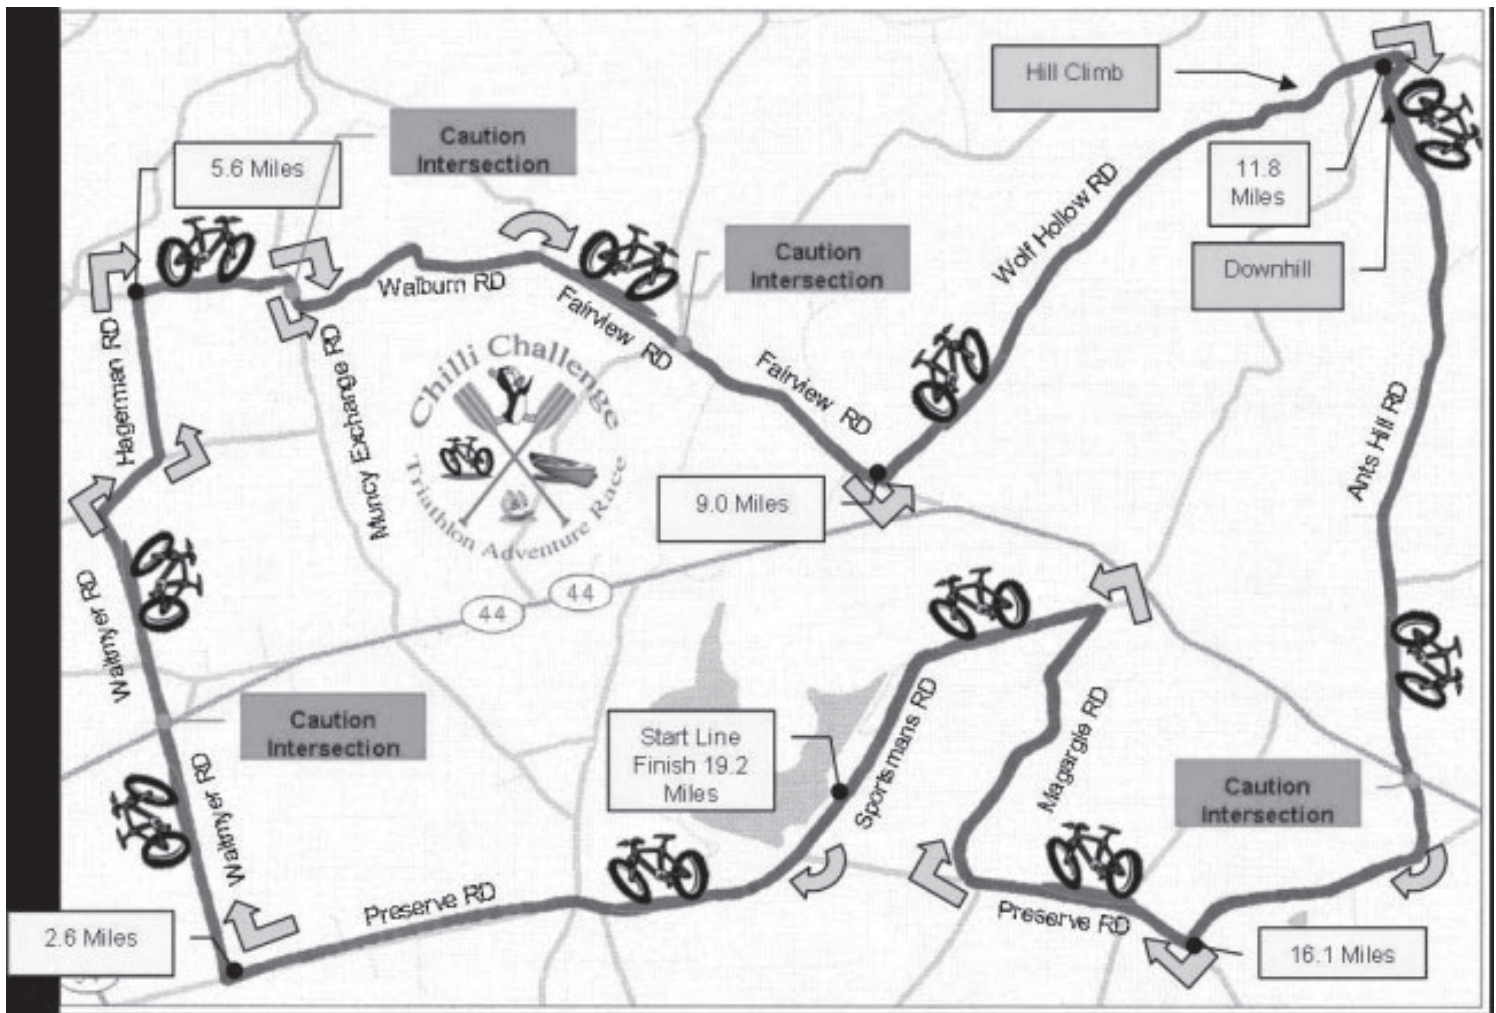 Hill Climb
Caution
Intersection
5.6 Miles
11.8
Miles
Wolf Hollow RD
Caution
Intersection
Downhill
Walburn RD
Fairview RD
Hagerman RD
Muncy Exchange RD
Chilli Challenge
Triathlon Adventure Race
Fairview RD
Ants Hill RD
9.0 Miles
44
44
Watmyer RD
Caution
Intersection
Start Line
Finish 19.2
Miles
Sportsmans RD
Magargle RD
Caution
Intersection
Watmyer RD
Preserve RD
Preserve RD
2.6 Miles
16.1 Miles